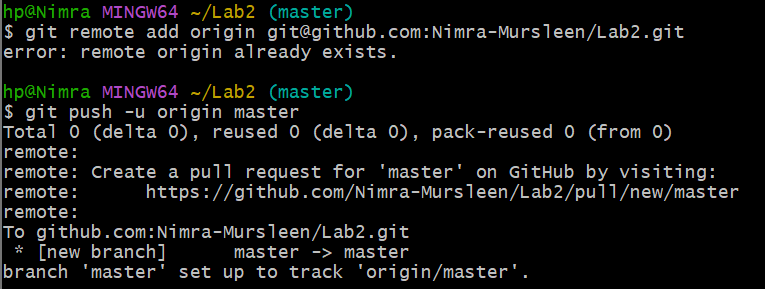 hp@Nimra MINGW64 ~/Lab2 (master)
$ git remote add origin git@github.com:Nimra-Mursleen/Lab2.git
error: remote origin already exists.
hp@Nimra MINGW64 ~/Lab2 (master)
$ git push -u origin master
Total 0 (delta 0), reused 0 (delta 0), pack-reused 0 (from 0)
remote:
remote: Create a pull request for 'master' on GitHub by visiting:
remote:      https://github.com/Nimra-Mursleen/Lab2/pull/new/master
remote:
To github.com:Nimra-Mursleen/Lab2.git
 * [new branch]      master -> master
branch 'master' set up to track 'origin/master'.